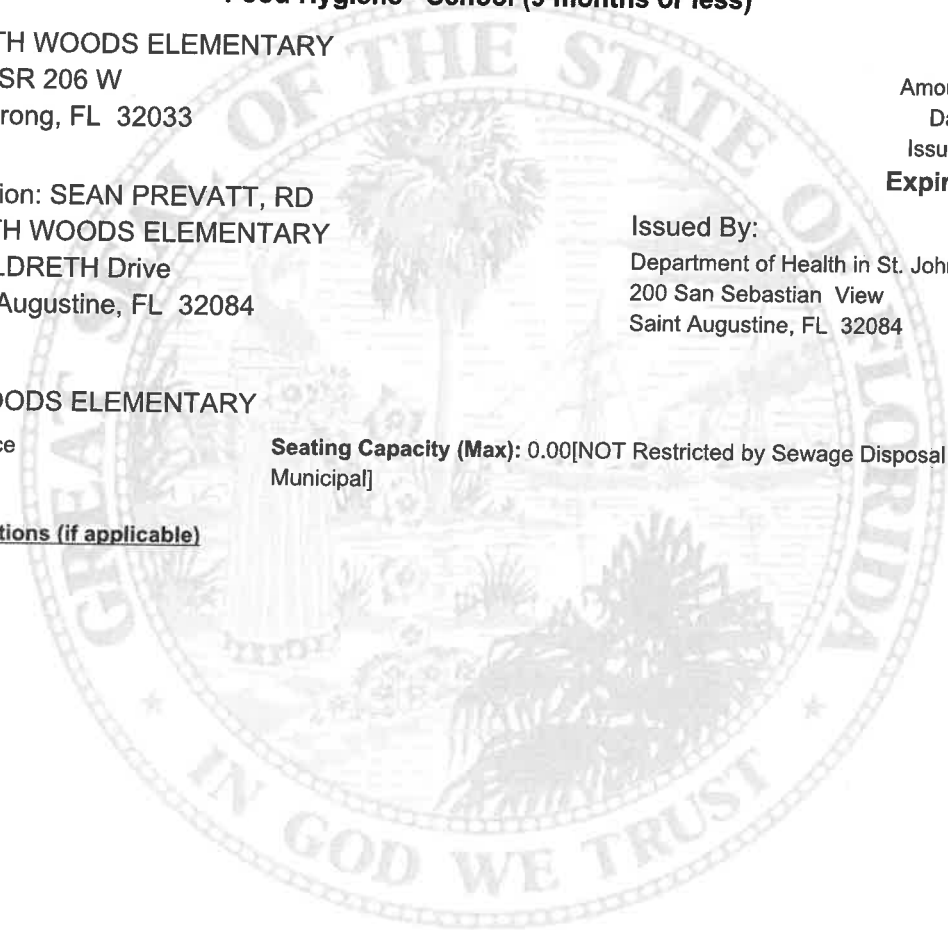 Food Hygiene - School (9 months or less)
TH WOODS ELEMENTARY
SR 206 W
rong, FL 32033
Amou
Da
Issu
Expir
ion: SEAN PREVATT, RD
TH WOODS ELEMENTARY
LDRETH Drive
Augustine, FL 32084
Issued By:
Department of Health in St. John
200 San Sebastian View
Saint Augustine, FL 32084
OODS ELEMENTARY
ce
Seating Capacity (Max): 0.00[NOT Restricted by Sewage Disposal
Municipal]
tions (if applicable)
GREAT SEAL OF THE STATE OF FLORIDA
IN GOD WE TRUST